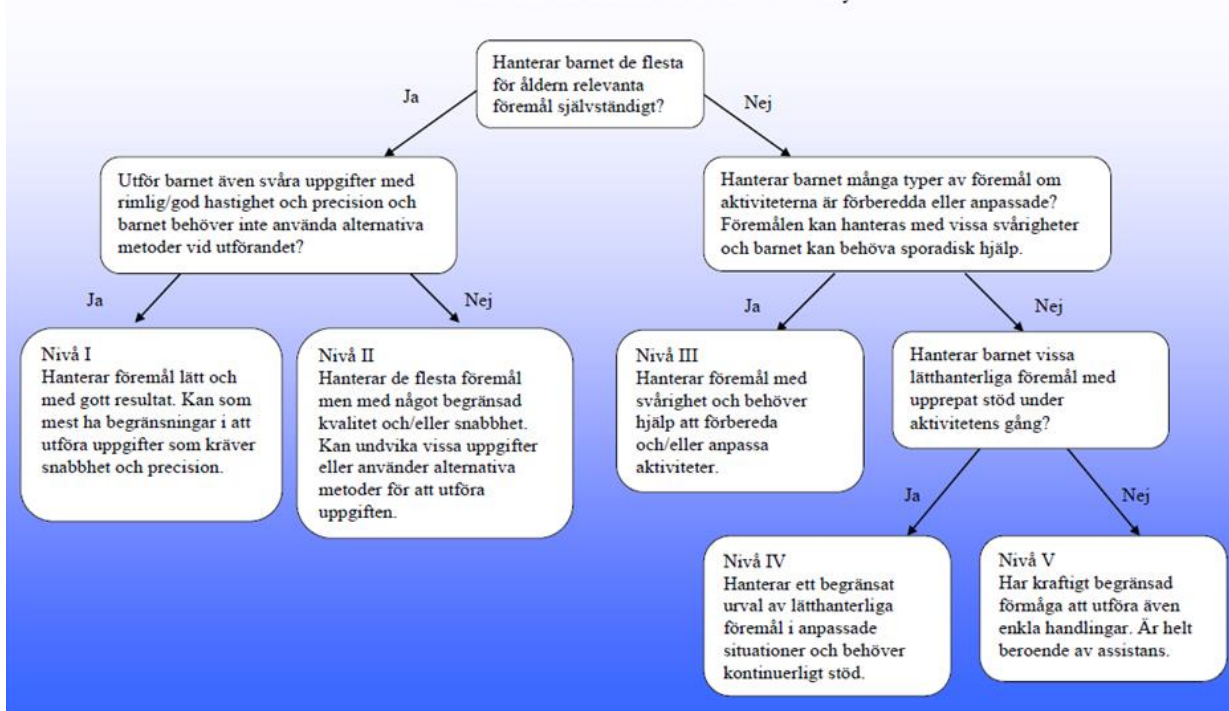 Hanterar barnet de flesta
för åldern relevanta
föremål självständigt?
Ja
Nej
Utför barnet även svåra uppgifter med
rimlig/god hastighet och precision och
barnet behöver inte använda alternativa
metoder vid utförandet?
Hanterar barnet många typer av föremål om
aktiviteterna är förberedda eller anpassade?
Föremålen kan hanteras med vissa svårigheter
och barnet kan behöva sporadisk hjälp.
Ja
Nej
Ja
Nej
Nivå I
Hanterar föremål lätt och
med gott resultat. Kan som
mest ha begränsningar i att
utföra uppgifter som kräver
snabbhet och precision.
Nivå II
Hanterar de flesta föremål
men med något begränsad
kvalitet och/eller snabbhet.
Kan undvika vissa uppgifter
eller använder alternativa
metoder för att utföra
uppgiften.
Nivå III
Hanterar föremål med
svårighet och behöver
hjälp att förbereda
och/eller anpassa
aktiviteter.
Hanterar barnet vissa
lätthanterliga föremål med
upprepat stöd under
aktivitetens gång?
Ja
Nej
Nivå IV
Hanterar ett begränsat
urval av lätthanterliga
föremål i anpassade
situationer och behöver
kontinuerligt stöd.
Nivå V
Har kraftigt begränsad
förmåga att utföra även
enkla handlingar. Är helt
beroende av assistans.